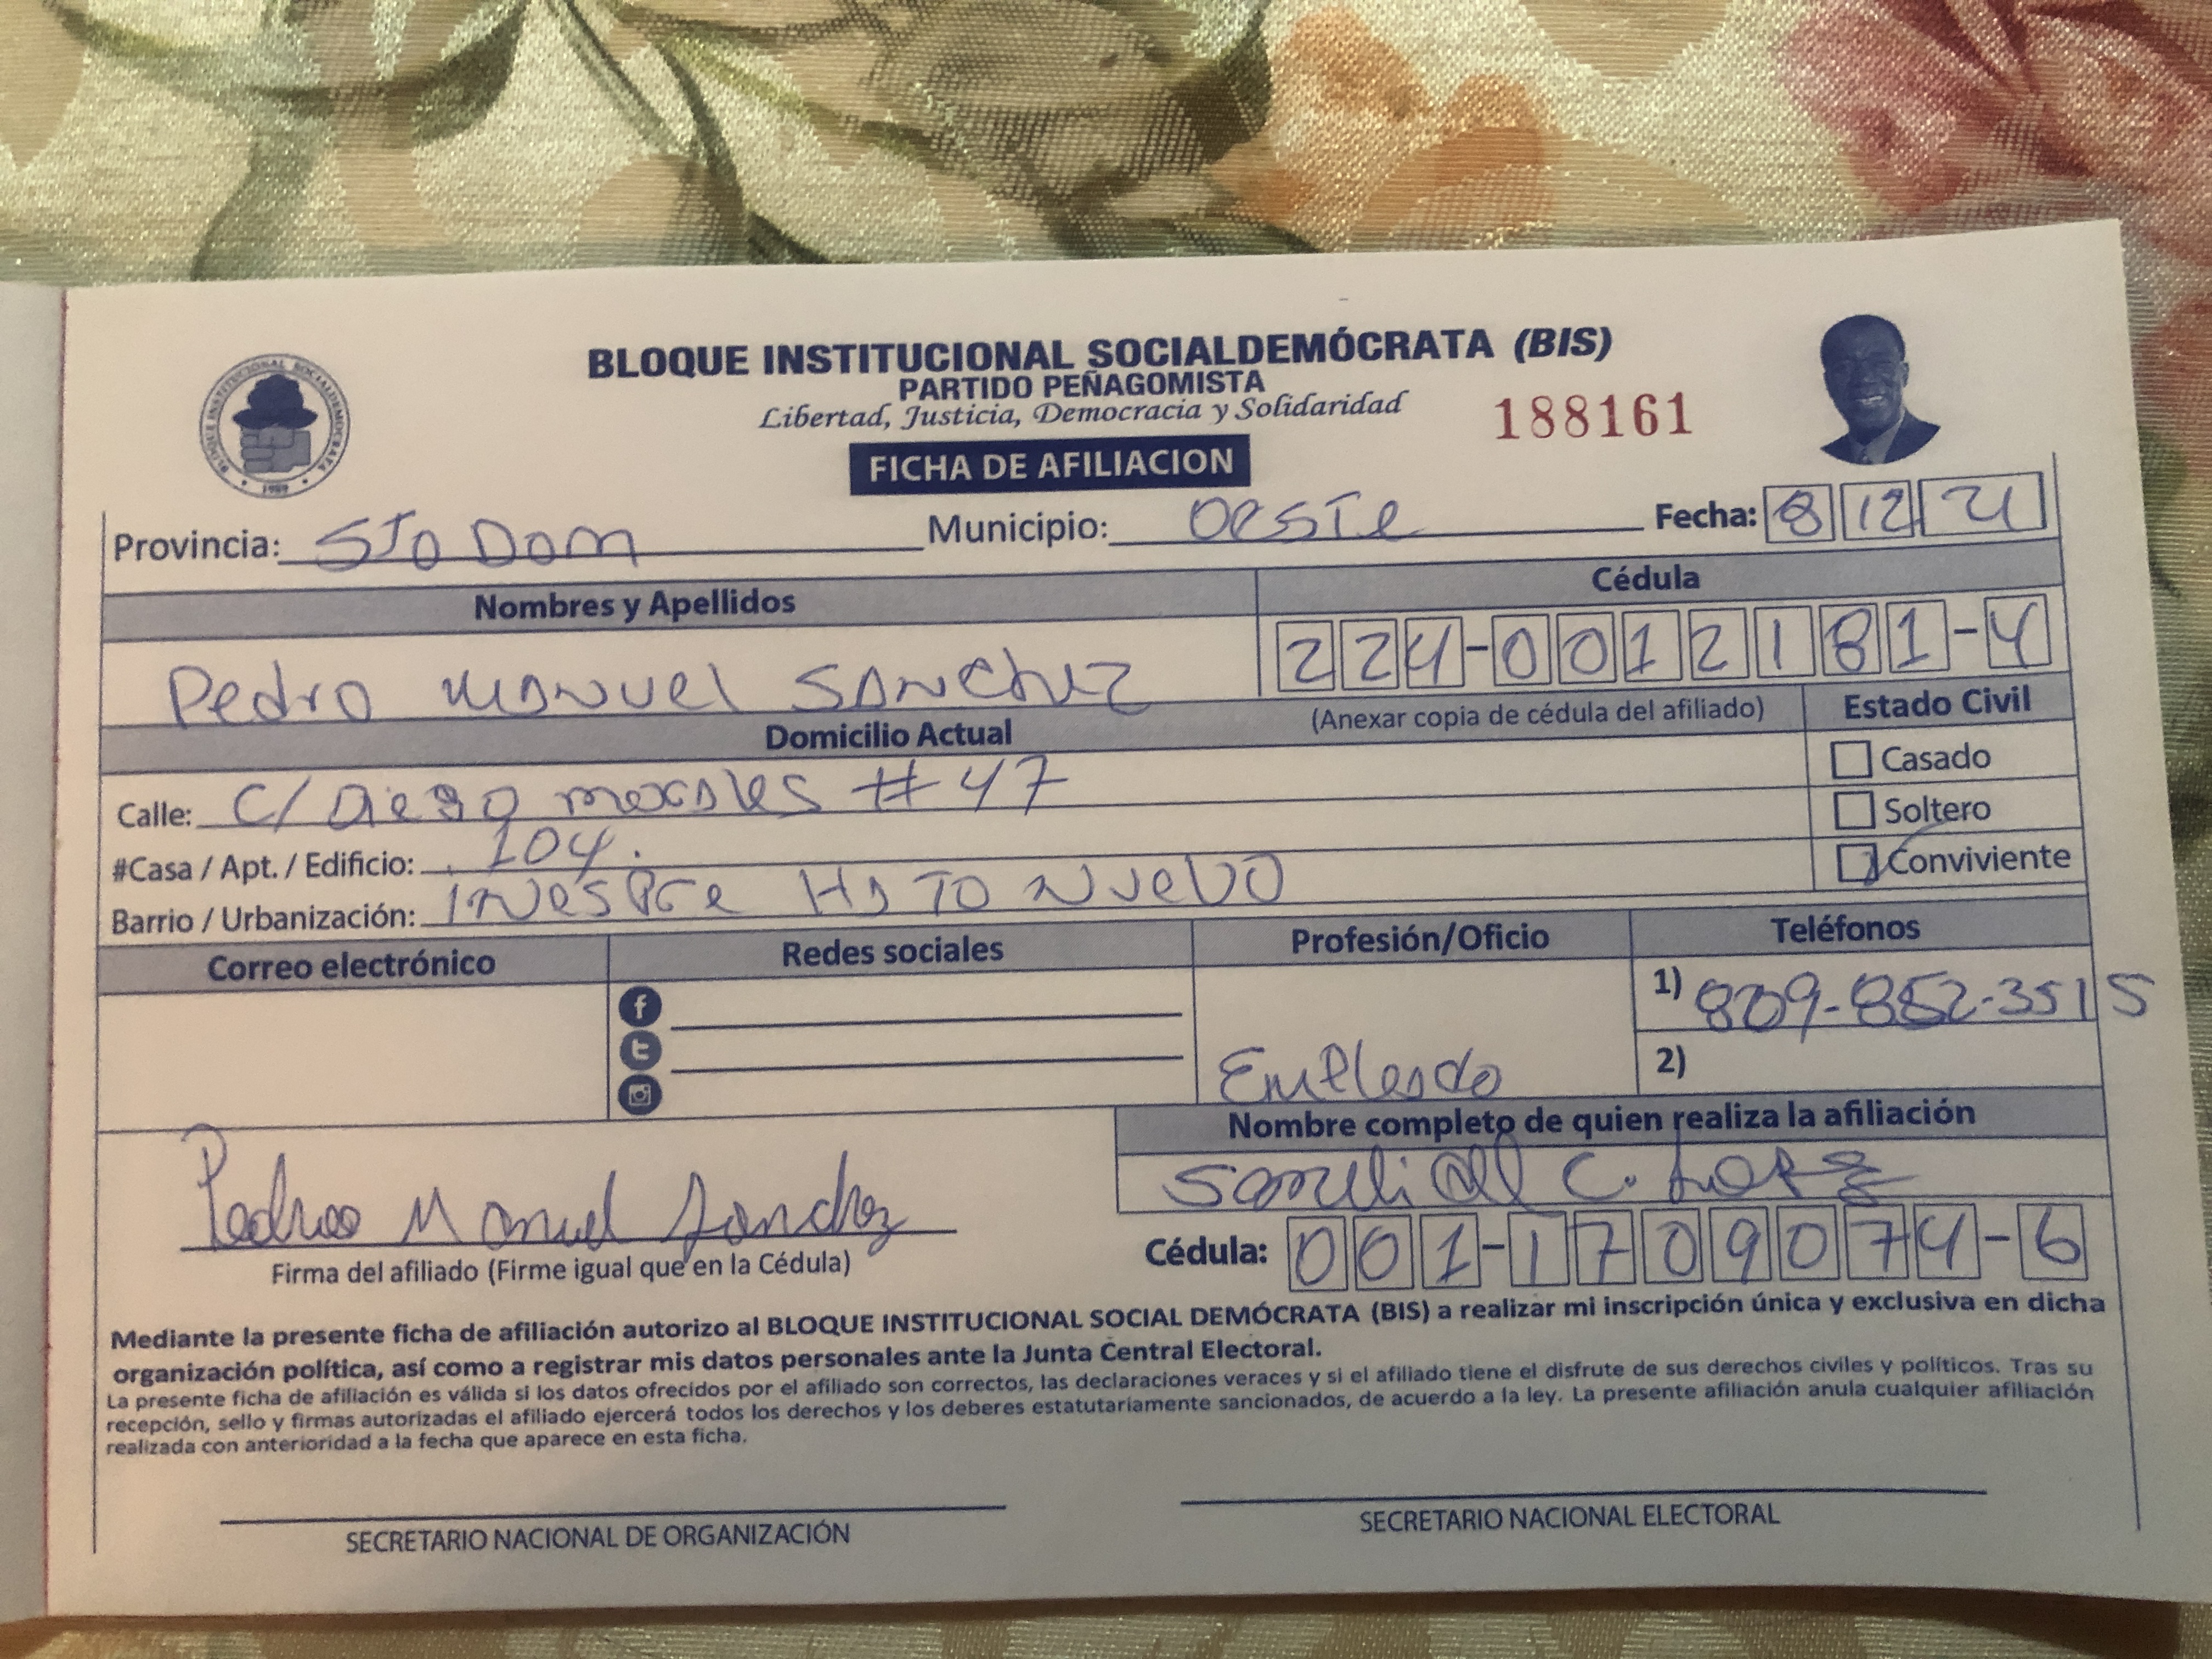 BLOQUE INSTITUCIONAL SOCIALDEMÓCRATA (BIS)
PARTIDO PEÑAGOMISTA
Libertad, Justicia, Democracia y Solidaridad
188161
FICHA DE AFILIACION
BLOQUE INSTITUCIONAL SOCIALDEMOCRATA
1989
Provincia: STO DOM Municipio: OESTE Fecha: 8 12 21
Nombres y Apellidos Cédula
Pedro Manuel Sanchez 224-0012181-4
Domicilio Actual (Anexar copia de cédula del afiliado) Estado Civil
Calle: C/ Diego morales #47
Casado
#Casa / Apt. / Edificio: 104.
Soltero
Barrio / Urbanización: Hato Nuevo
Conviviente
Correo electrónico Redes sociales Profesión/Oficio Teléfonos
1) 809-852-3515
Empleado
2)
Nombre completo de quien realiza la afiliación
C. Lopez
Pedro Manuel Sanchez
Firma del afiliado (Firme igual que en la Cédula)
Cédula: 001-1709074-6
Mediante la presente ficha de afiliación autorizo al BLOQUE INSTITUCIONAL SOCIAL DEMÓCRATA (BIS) a realizar mi inscripción única y exclusiva en dicha
organización política, así como a registrar mis datos personales ante la Junta Central Electoral.
La presente ficha de afiliación es válida si los datos ofrecidos por el afiliado son correctos, las declaraciones veraces y si el afiliado tiene el disfrute de sus derechos civiles y políticos. Tras su
recepción, sello y firmas autorizadas el afiliado ejercerá todos los derechos y los deberes estatutariamente sancionados, de acuerdo a la ley. La presente afiliación anula cualquier afiliación
realizada con anterioridad a la fecha que aparece en esta ficha.
SECRETARIO NACIONAL DE ORGANIZACIÓN
SECRETARIO NACIONAL ELECTORAL